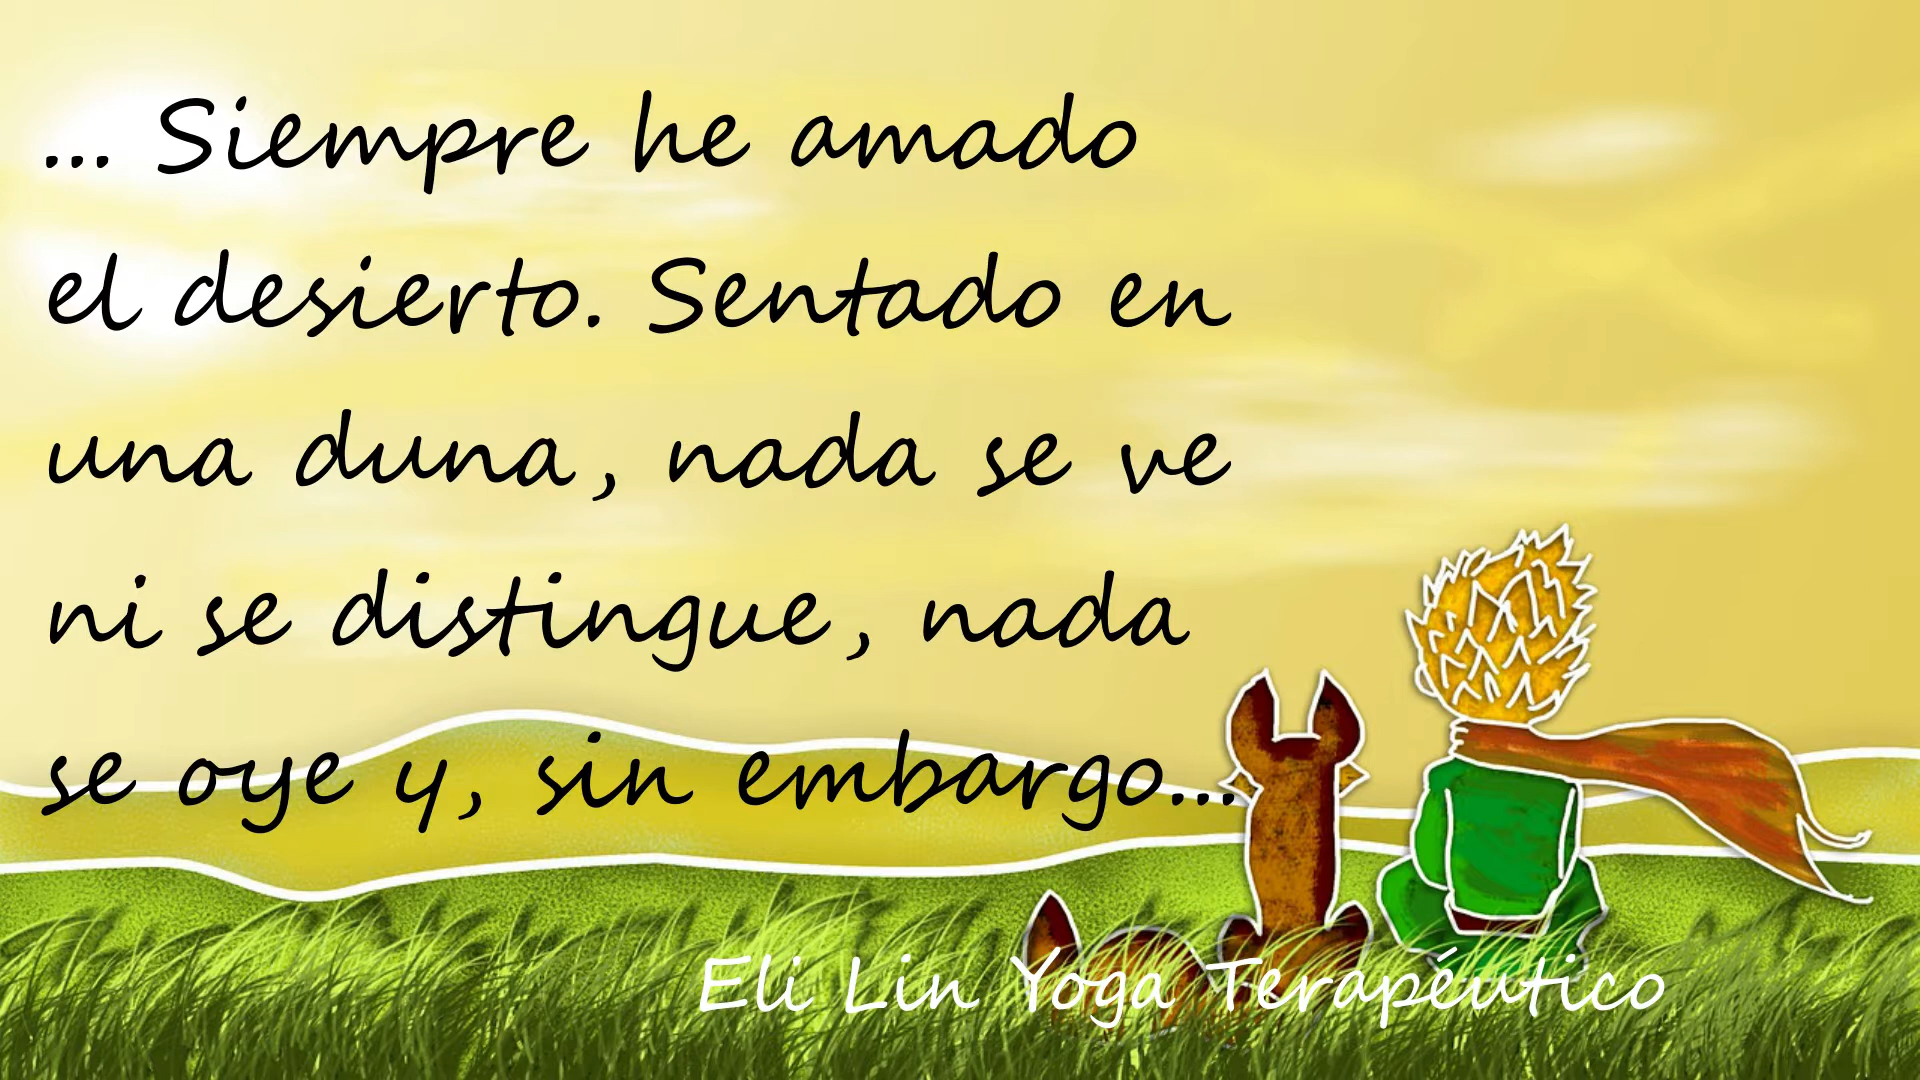 ... Siempre he amado
el desierto. Sentado en
una duna, nada se ve
ni se distingue, nada
se oye y, sin embargo...
Eli Lin Yoga Terapéutico